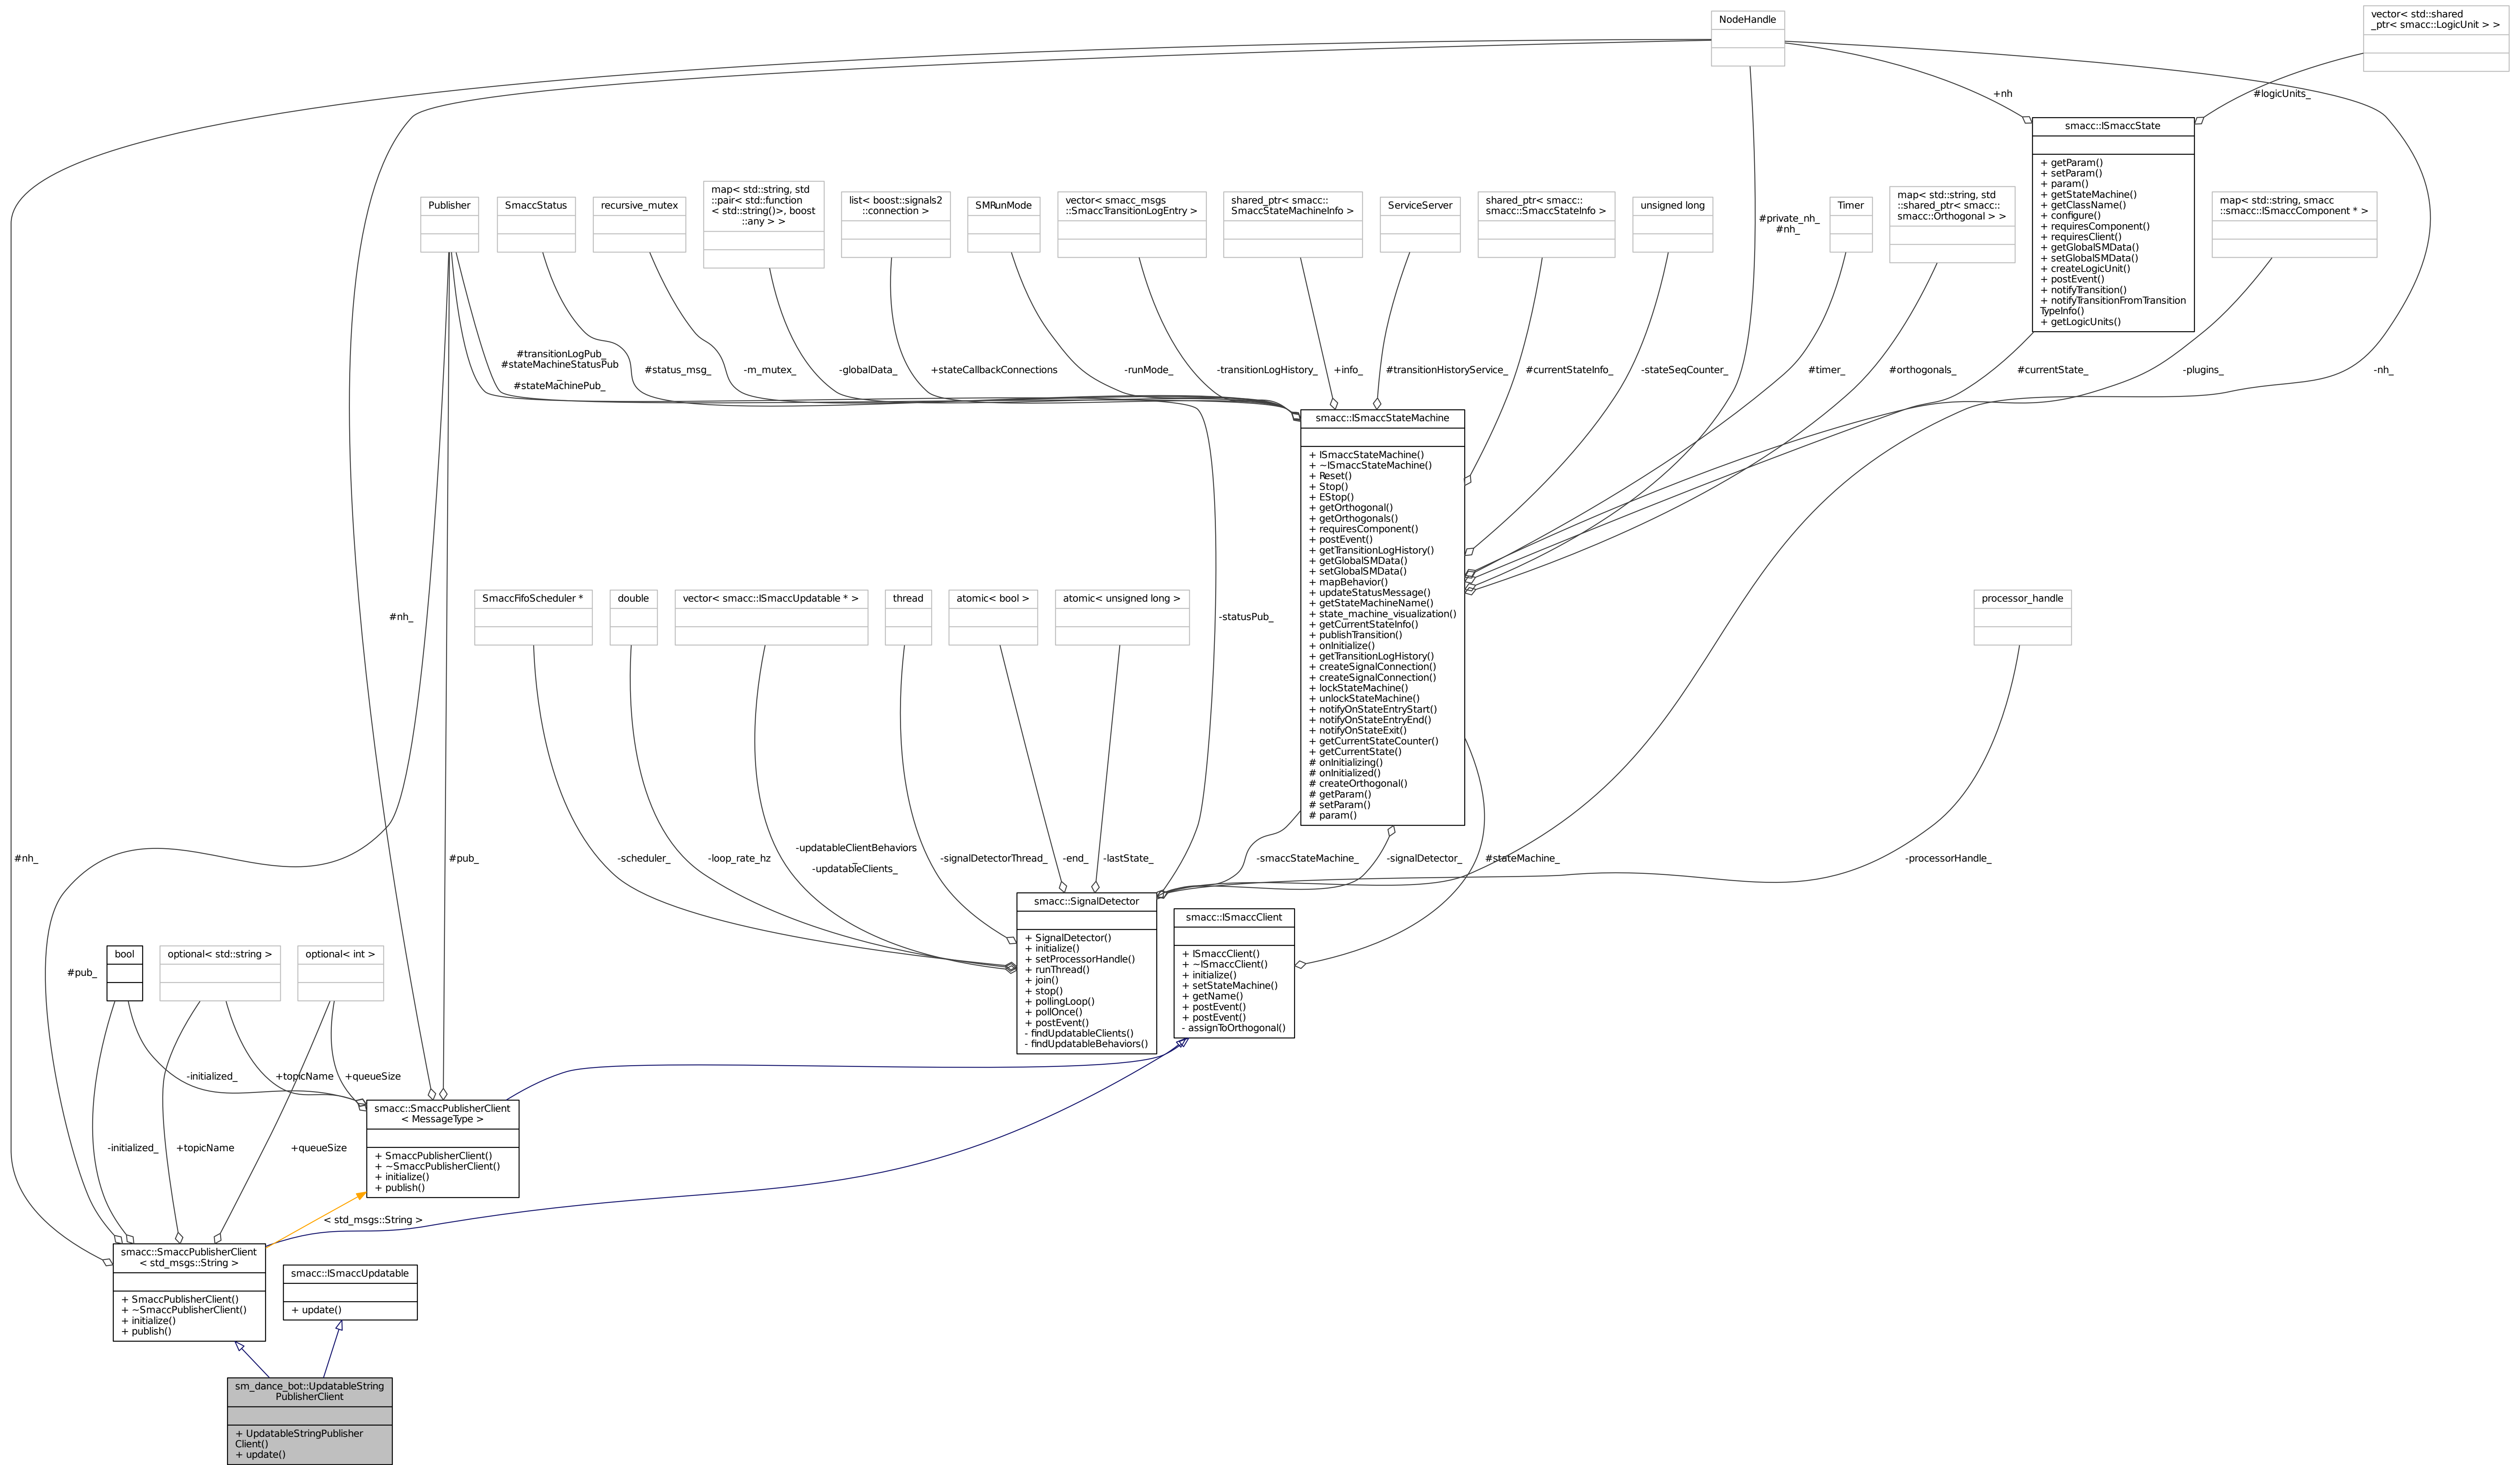 NodeHandle
vector< std::shared
_ptr< smacc::LogicUnit > >
+nh
#logicUnits_
smacc::ISmaccState
+ getParam()
+ setParam()
+ param()
+ getStateMachine()
+ getClassName()
+ configure()
+ requiresComponent()
+ requiresClient()
+ getGlobalSMData()
+ setGlobalSMData()
+ createLogicUnit()
+ postEvent()
+ notifyTransition()
+ notifyTransitionFromTransition
TypeInfo()
+ getLogicUnits()
Publisher
SmaccStatus
recursive_mutex
map< std::string, std
::pair< std::function
< std::string()>, boost
::any > >
list< boost::signals2
::connection >
SMRunMode
vector< smacc_msgs
::SmaccTransitionLogEntry >
shared_ptr< smacc::
SmaccStateMachineInfo >
ServiceServer
shared_ptr< smacc::
smacc::SmaccStateInfo >
unsigned long
#private_nh_
#nh_
Timer
map< std::string, std
::shared_ptr< smacc::
smacc::Orthogonal > >
map< std::string, smacc
::smacc::ISmaccComponent * >
#transitionLogPub_
#stateMachineStatusPub
_
#stateMachinePub_
#status_msg_
-m_mutex_
-globalData_
+stateCallbackConnections
-runMode_
-transitionLogHistory_
+info_
#transitionHistoryService_
#currentStateInfo_
-stateSeqCounter_
#timer_
#orthogonals_
#currentState_
-plugins_
-nh_
smacc::ISmaccStateMachine
+ ISmaccStateMachine()
+ ~ISmaccStateMachine()
+ Reset()
+ Stop()
+ EStop()
+ getOrthogonal()
+ getOrthogonals()
+ requiresComponent()
+ postEvent()
+ getTransitionLogHistory()
+ getGlobalSMData()
+ setGlobalSMData()
+ mapBehavior()
+ updateStatusMessage()
+ getStateMachineName()
+ state_machine_visualization()
+ getCurrentStateInfo()
+ publishTransition()
+ onInitialize()
+ getTransitionLogHistory()
+ createSignalConnection()
+ createSignalConnection()
+ lockStateMachine()
+ unlockStateMachine()
+ notifyOnStateEntryStart()
+ notifyOnStateEntryEnd()
+ notifyOnStateExit()
+ getCurrentStateCounter()
+ getCurrentState()
# onInitializing()
# onInitialized()
# createOrthogonal()
# getParam()
# setParam()
# param()
#nh_
SmaccFifoScheduler *
double
vector< smacc::ISmaccUpdatable * >
thread
atomic< bool >
atomic< unsigned long >
-statusPub_
processor_handle
#nh_
#pub_
-scheduler_
-loop_rate_hz
-updatableClientBehaviors
_
-updatableClients_
-signalDetectorThread_
-end_
-lastState_
-smaccStateMachine_
-signalDetector_
#stateMachine_
-processorHandle_
smacc::SignalDetector
+ SignalDetector()
+ initialize()
+ setProcessorHandle()
+ runThread()
+ join()
+ stop()
+ pollingLoop()
+ pollOnce()
+ postEvent()
- findUpdatableClients()
- findUpdatableBehaviors()
smacc::ISmaccClient
+ ISmaccClient()
+ ~ISmaccClient()
+ initialize()
+ setStateMachine()
+ getName()
+ postEvent()
+ postEvent()
- assignToOrthogonal()
#pub_
bool
optional< std::string >
optional< int >
-initialized_
+topicName
+queueSize
smacc::SmaccPublisherClient
< MessageType >
+ SmaccPublisherClient()
+ ~SmaccPublisherClient()
+ initialize()
+ publish()
-initialized_
+topicName
+queueSize
< std_msgs::String >
smacc::SmaccPublisherClient
< std_msgs::String >
+ SmaccPublisherClient()
+ ~SmaccPublisherClient()
+ initialize()
+ publish()
smacc::ISmaccUpdatable
+ update()
sm_dance_bot::UpdatableString
PublisherClient
+ UpdatableStringPublisher
Client()
+ update()